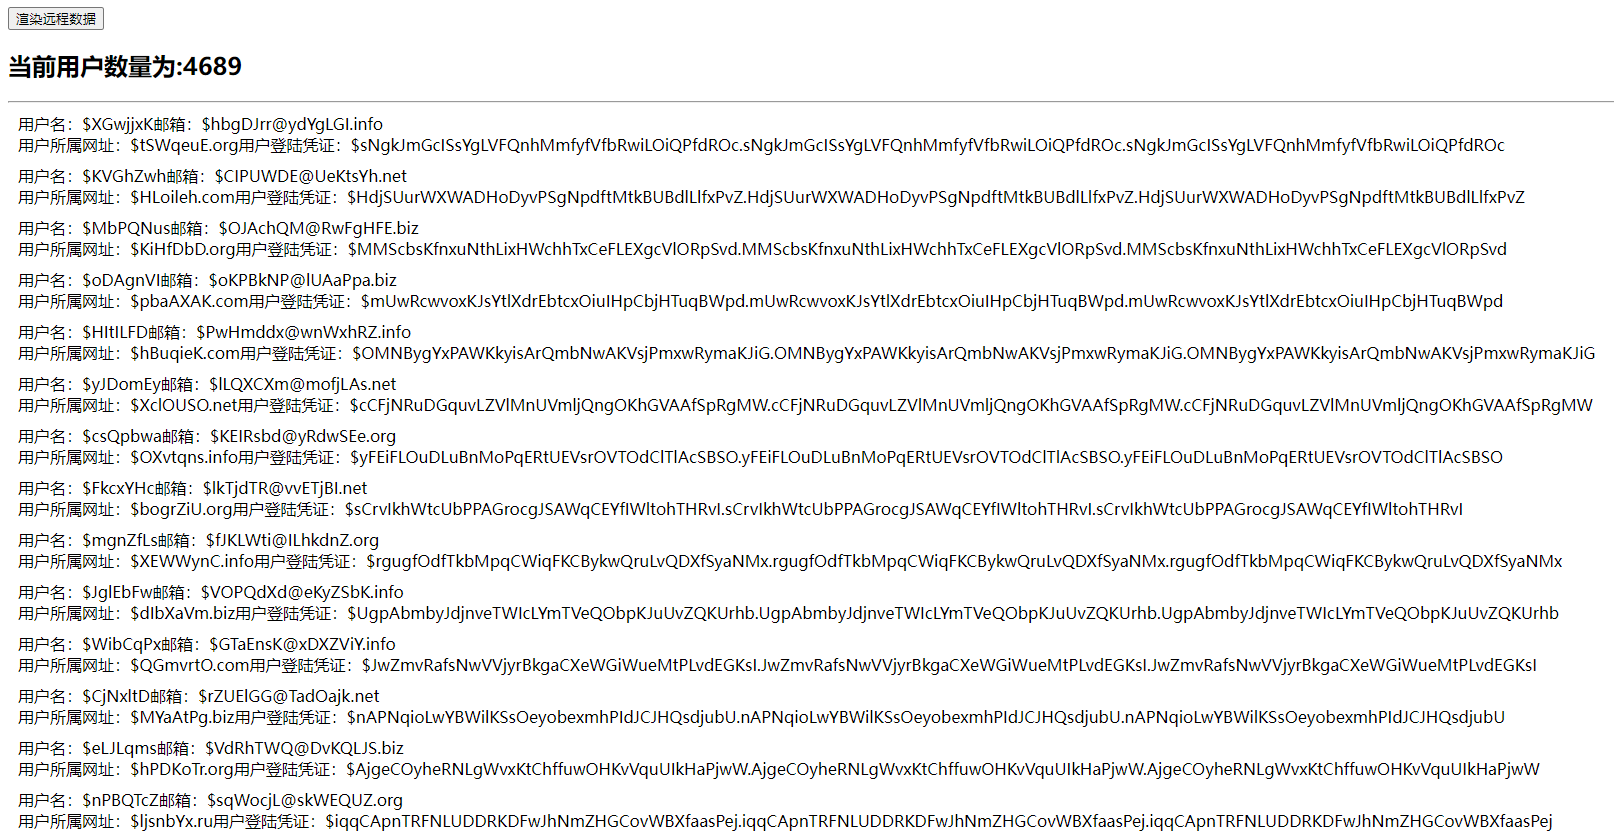 渲染远程数据
当前用户数量为:4689
用户名：$XGwjjxK邮箱：$hbgDJrr@ydYgLGI.info
用户所属网址：$tSWqeuE.org用户登陆凭证：$sNgkJmGcISsYgLVFQnhMmfyfVfbRwiLOiQPfdROc.sNgkJmGcISsYgLVFQnhMmfyfVfbRwiLOiQPfdROc.sNgkJmGcISsYgLVFQnhMmfyfVfbRwiLOiQPfdROc
用户名：$KVGhZwh邮箱：$CIPUWDE@UeKtsYh.net
用户所属网址：$HLoileh.com用户登陆凭证：$HdjSUurWXWADHoDyvPSgNpdftMtkBUBdlLlfxPvZ.HdjSUurWXWADHoDyvPSgNpdftMtkBUBdlLlfxPvZ.HdjSUurWXWADHoDyvPSgNpdftMtkBUBdlLlfxPvZ
用户名：$MbPQNus邮箱：$OJAchQM@RwFgHFE.biz
用户所属网址：$KiHfDbD.org用户登陆凭证：$MMScbsKfnxuNthLixHWchhTxCeFLEXgcVlORpSvd.MMScbsKfnxuNthLixHWchhTxCeFLEXgcVlORpSvd.MMScbsKfnxuNthLixHWchhTxCeFLEXgcVlORpSvd
用户名：$oDAgnVI邮箱：$oKPBkNP@lUAaPpa.biz
用户所属网址：$pbaAXAK.com用户登陆凭证：$mUwRcwvoxKJsYtlXdrEbtcxOiuIHpCbjHTuqBWpd.mUwRcwvoxKJsYtlXdrEbtcxOiuIHpCbjHTuqBWpd.mUwRcwvoxKJsYtlXdrEbtcxOiuIHpCbjHTuqBWpd
用户名：$HItILFD邮箱：$PwHmddx@wnWxhRZ.info
用户所属网址：$hBuqieK.com用户登陆凭证：$OMNBygYxPAWKkyisArQmbNwAKVsjPmxwRymaKJiG.OMNBygYxPAWKkyisArQmbNwAKVsjPmxwRymaKJiG.OMNBygYxPAWKkyisArQmbNwAKVsjPmxwRymaKJiG
用户名：$yJDomEy邮箱：$lLQXCXm@mofjLAs.net
用户所属网址：$XclOUSO.net用户登陆凭证：$cCFjNRuDGquvLZVlMnUVmljQngOKhGVAAfSpRgMW.cCFjNRuDGquvLZVlMnUVmljQngOKhGVAAfSpRgMW.cCFjNRuDGquvLZVlMnUVmljQngOKhGVAAfSpRgMW
用户名：$csQpbwa邮箱：$KEIRsbd@yRdwSEe.org
用户所属网址：$OXvtqns.info用户登陆凭证：$yFEiFLOuDLuBnMoPqERtUEVsrOVTOdClTlAcSBSO.yFEiFLOuDLuBnMoPqERtUEVsrOVTOdClTlAcSBSO.yFEiFLOuDLuBnMoPqERtUEVsrOVTOdClTlAcSBSO
用户名：$FkcxYHc邮箱：$lkTjdTR@vvETjBI.net
用户所属网址：$bogrZiU.org用户登陆凭证：$sCrvIkhWtcUbPPAGrocgJSAWqCEYfIWltohTHRvI.sCrvIkhWtcUbPPAGrocgJSAWqCEYfIWltohTHRvI.sCrvIkhWtcUbPPAGrocgJSAWqCEYfIWltohTHRvI
用户名：$mgnZfLs邮箱：$fJKLWti@ILhkdnZ.org
用户所属网址：$XEWWynC.info用户登陆凭证：$rgugfOdfTkbMpqCWiqFKCBykwQruLvQDXfSyaNMx.rgugfOdfTkbMpqCWiqFKCBykwQruLvQDXfSyaNMx.rgugfOdfTkbMpqCWiqFKCBykwQruLvQDXfSyaNMx
用户名：$JglEbFw邮箱：$VOPQdXd@eKyZSbK.info
用户所属网址：$dIbXaVm.biz用户登陆凭证：$UgpAbmbyJdjnveTWIcLYmTVeQObpKJuUvZQKUrhb.UgpAbmbyJdjnveTWIcLYmTVeQObpKJuUvZQKUrhb.UgpAbmbyJdjnveTWIcLYmTVeQObpKJuUvZQKUrhb
用户名：$WibCqPx邮箱：$GTaEnsK@xDXZViY.info
用户所属网址：$QGmvrtO.com用户登陆凭证：$JwZmvRafsNwVVjyrBkgaCXeWGiWueMtPLvdEGKsI.JwZmvRafsNwVVjyrBkgaCXeWGiWueMtPLvdEGKsI.JwZmvRafsNwVVjyrBkgaCXeWGiWueMtPLvdEGKsI
用户名：$CjNxltD邮箱：$rZUElGG@TadOajk.net
用户所属网址：$MYaAtPg.biz用户登陆凭证：$nAPNqioLwYBWilKSsOeyobexmhPIdJCJHQsdjubU.nAPNqioLwYBWilKSsOeyobexmhPIdJCJHQsdjubU.nAPNqioLwYBWilKSsOeyobexmhPIdJCJHQsdjubU
用户名：$eLJLqms邮箱：$VdRhTWQ@DvKQLJS.biz
用户所属网址：$hPDKoTr.org用户登陆凭证：$AjgeCOyheRNLgWvxKtChffuwOHKvVquUIkHaPjwW.AjgeCOyheRNLgWvxKtChffuwOHKvVquUIkHaPjwW.AjgeCOyheRNLgWvxKtChffuwOHKvVquUIkHaPjwW
用户名：$nPBQTcZ邮箱：$sqWocjL@skWEQUZ.org
用户所属网址：$ljsnbYx.ru用户登陆凭证：$iqqCApnTRFNLUDDRKDFwJhNmZHGCovWBXfaasPej.iqqCApnTRFNLUDDRKDFwJhNmZHGCovWBXfaasPej.iqqCApnTRFNLUDDRKDFwJhNmZHGCovWBXfaasPej